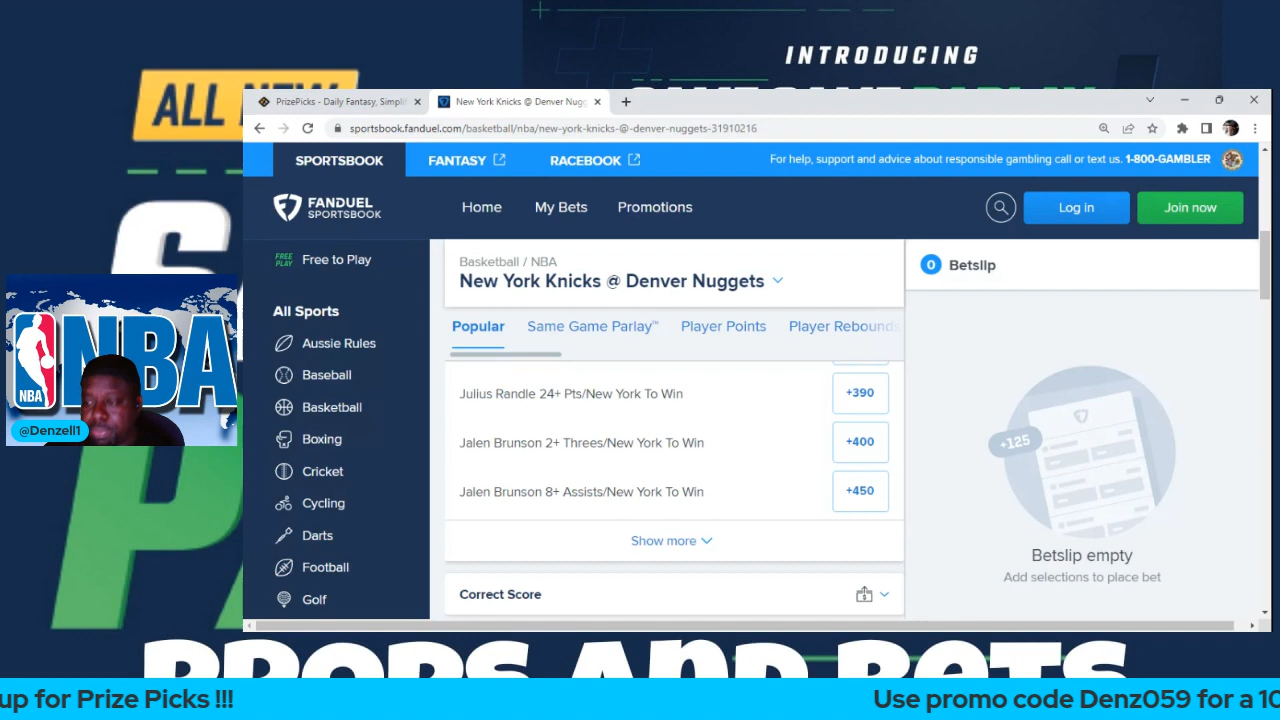 INTRODUCING
ALL NEW
PrizePicks - Daily Fantasy, Simpli
New York Knicks @ Denver Nugg
sportsbook.fanduel.com/basketball/nba/new-york-knicks-@-denver-nuggets-31910216
SPORTSBOOK
FANTASY
RACEBOOK
For help, support and advice about responsible gambling call or text us. 1-800-GAMBLER
FANDUEL
SPORTSBOOK
Home
My Bets
Promotions
Log in
Join now
FREE
PLAY
Free to Play
All Sports
Aussie Rules
Baseball
Basketball
Boxing
Cricket
Cycling
Darts
Football
Golf
Basketball / NBA
New York Knicks @ Denver Nuggets
Popular
Same Game Parlay™
Player Points
Player Rebounds
Julius Randle 24+ Pts/New York To Win
+390
Jalen Brunson 2+ Threes/New York To Win
+400
Jalen Brunson 8+ Assists/New York To Win
+450
Show more
Correct Score
0
Betslip
+125
Betslip empty
Add selections to place bet
NBA
NBA
@Denzell1
PROPS AND BETS
up for Prize Picks !!!
Use promo code Denz059 for a 10